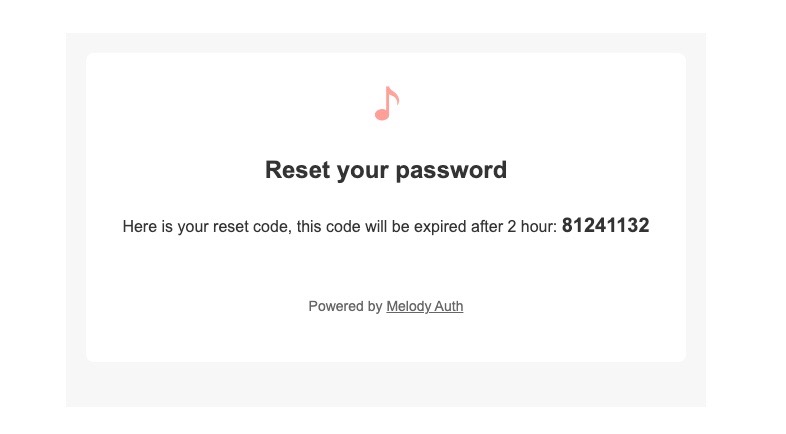 Reset your password
Here is your reset code, this code will be expired after 2 hour: 81241132
Powered by Melody Auth